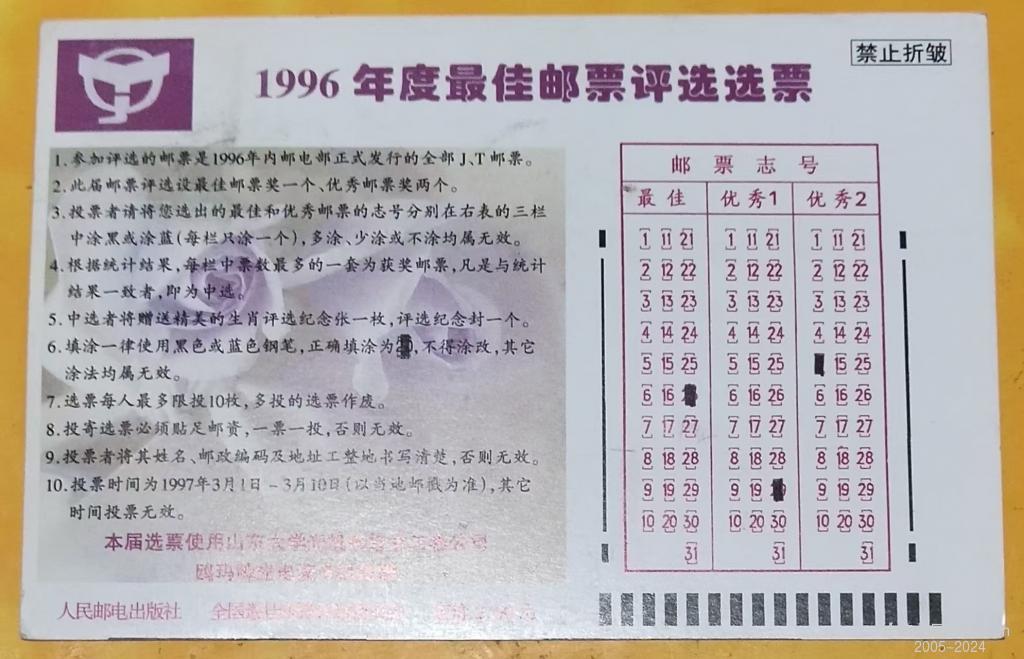 1996 年度最佳邮票评选选票
禁止折皱
1. 参加评选的邮票是1996年内邮电部正式发行的全部J、T邮票。
2. 此届邮票评选设最佳邮票奖一个、优秀邮票奖两个。
3. 投票者请将您选出的最佳和优秀邮票的志号分别在右表的三栏
中涂黑或涂蓝(每栏只涂一个),多涂、少涂或不涂均属无效。
4. 根据统计结果,每栏中票数最多的一套为获奖邮票,凡是与统计
结果一致者,即为中选。
5. 中选者将赠送精美的生肖评选纪念张一枚,评选纪念封一个。
6. 填涂一律使用黑色或蓝色钢笔,正确填涂为,不得涂改,其它
涂法均属无效。
7. 选票每人最多限投10枚,多投的选票作废。
8. 投寄选票必须贴足邮资,一票一投,否则无效。
9. 投票者将其姓名、邮政编码及地址工整地书写清楚,否则无效。
10. 投票时间为1997年3月1日-3月10日(以当地邮戳为准),其它
时间投票无效。
本届选票使用山东大学
人民邮电出版社
邮票志号
最佳 优秀1 优秀2
1 11 21 1 11 21 1 11 21
2 12 22 2 12 22 2 12 22
3 13 23 3 13 23 3 13 23
4 14 24 4 14 24 4 14 24
5 15 25 5 15 25 15 25
6 16 6 16 26 6 16 26
7 17 27 7 17 27 7 17 27
8 18 28 8 18 28 8 18 28
9 19 29 9 19 9 19 29
10 20 30 10 20 30 10 20 30
31 31 31
2005-2024